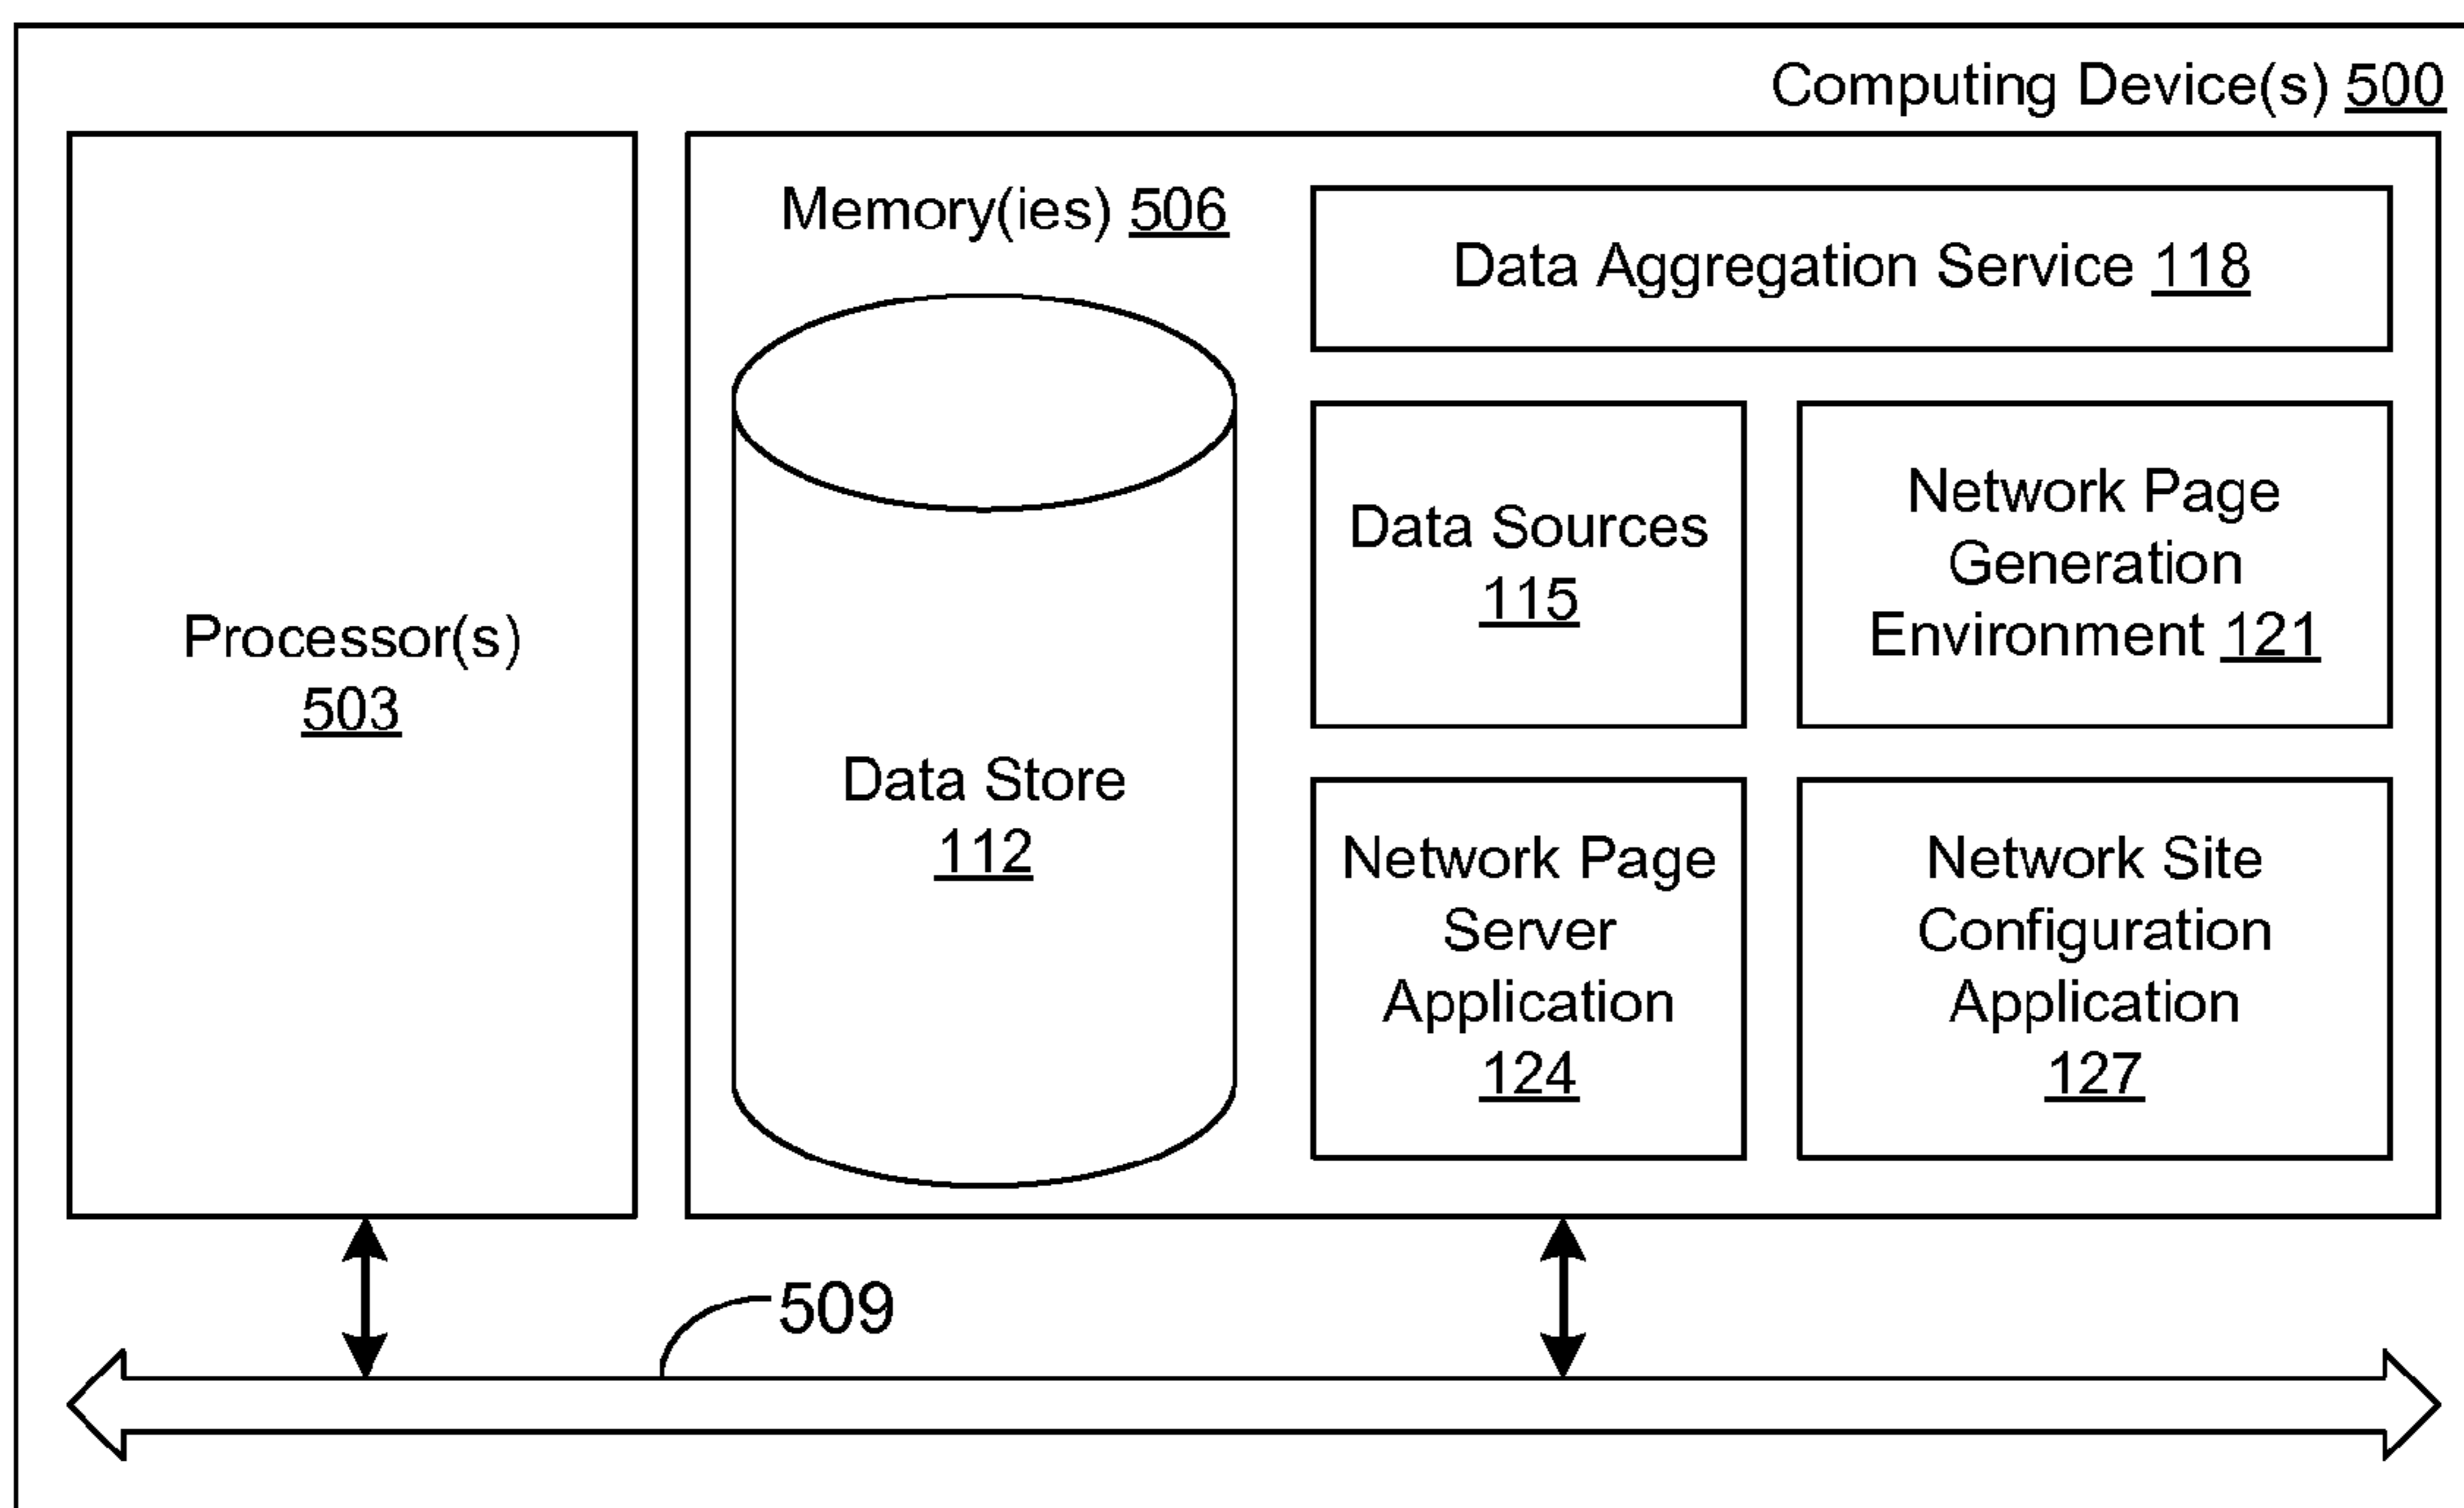 Computing Device(s) 500
Processor(s)
503
Memory(ies) 506
Data Store
112
Data Aggregation Service 118
Data Sources
115
Network Page
Generation
Environment 121
Network Page
Server
Application
124
Network Site
Configuration
Application
127
509